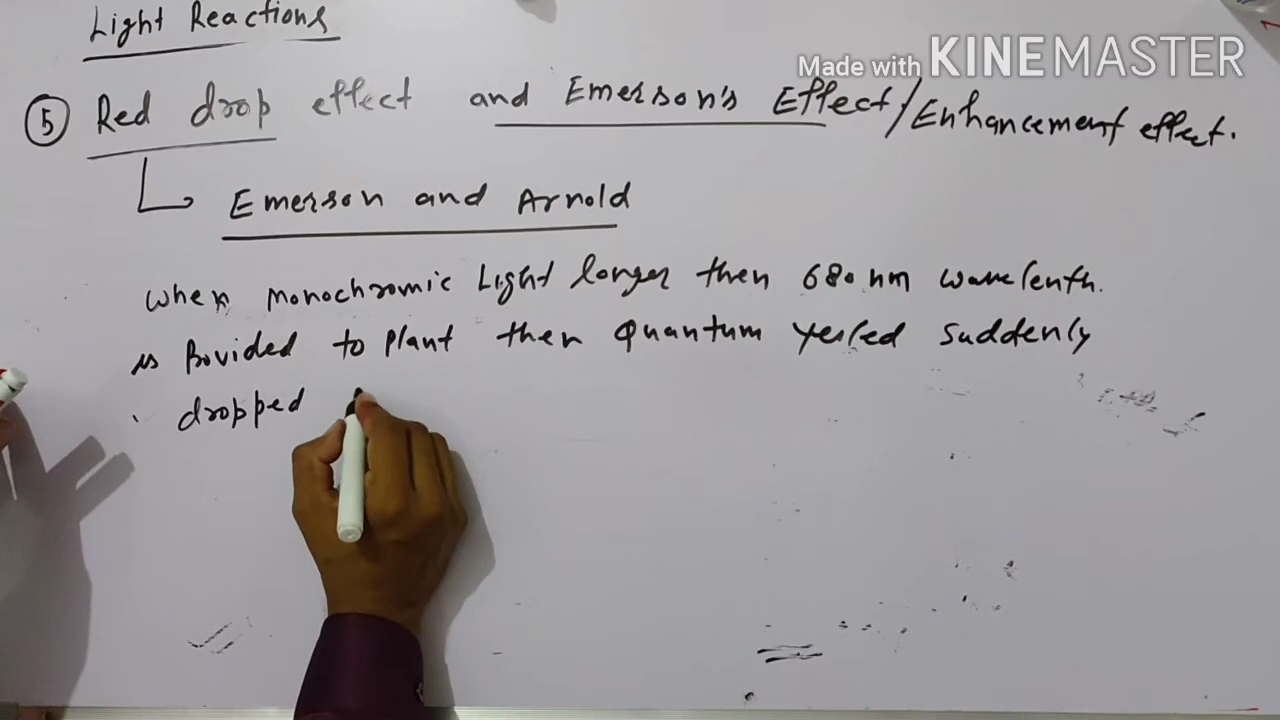 Light Reactions
Made with KINEMASTER
5 Red drop effect and Emerson's Effect/Enhancement effect.
Emerson and Arnold
when monochromic Light longer then 680 nm wavelenth.
is Provided to Plant then Quantum yeiled suddenly
dropped